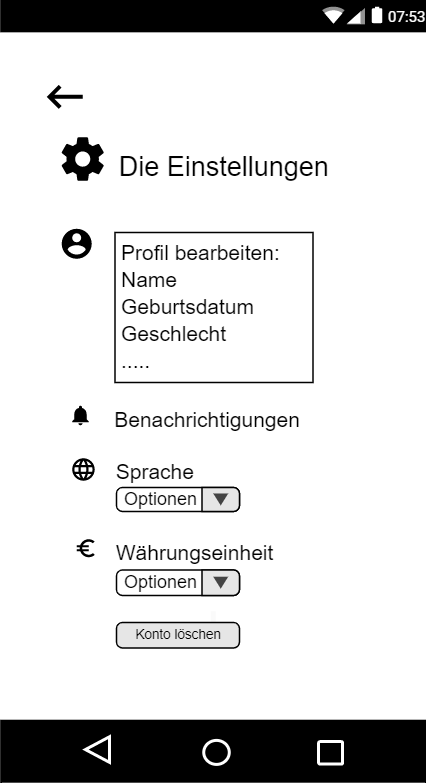 07:53
Die Einstellungen
Profil bearbeiten:
Name
Geburtsdatum
Geschlecht
.....
Benachrichtigungen
Sprache
Optionen
€
Währungseinheit
Optionen
Konto löschen